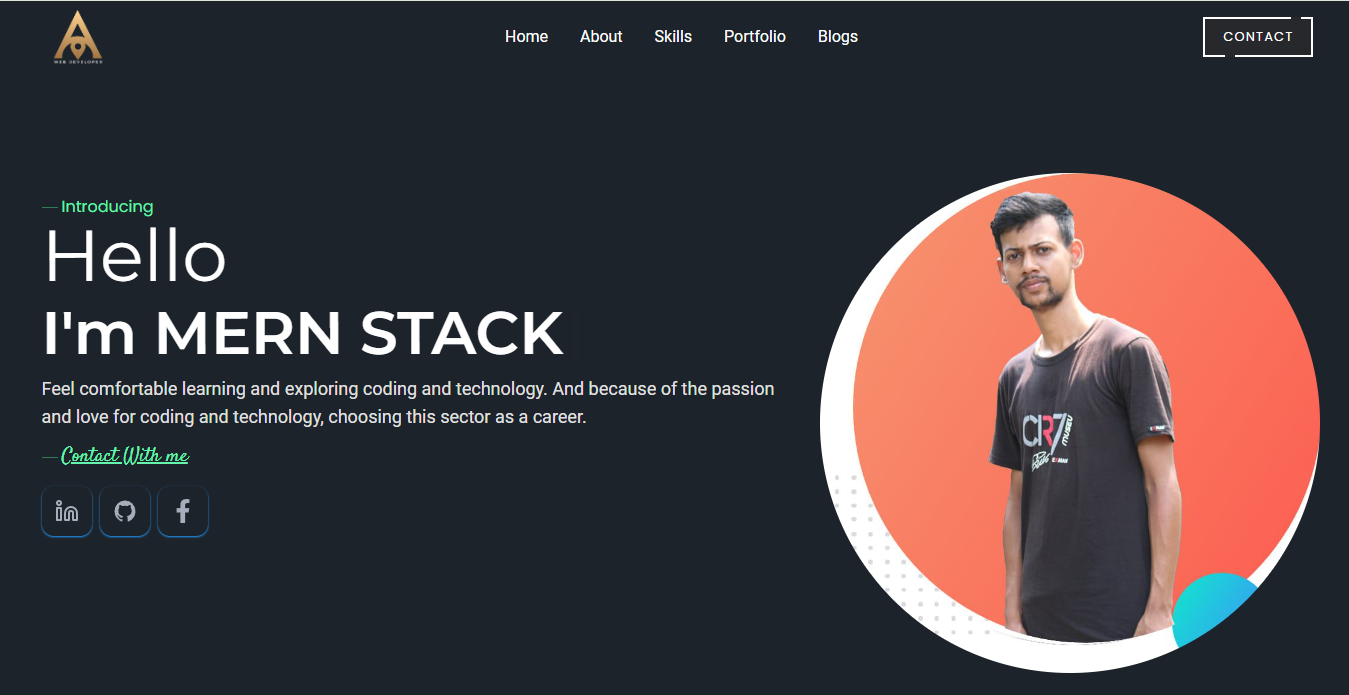 WEB DEVELOPER
Home
About
Skills
Portfolio
Blogs
CONTACT
Introducing
Hello
I'm MERN STACK
Feel comfortable learning and exploring coding and technology. And because of the passion
and love for coding and technology, choosing this sector as a career.
Contact With me
in
CR7
MUSEU